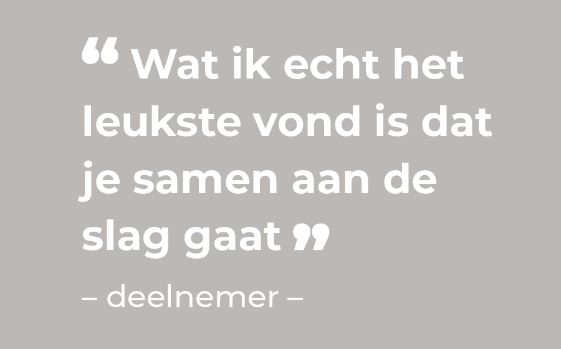 “ Wat ik echt het
leukste vond is dat
je samen aan de
slag gaat ”
– deelnemer –